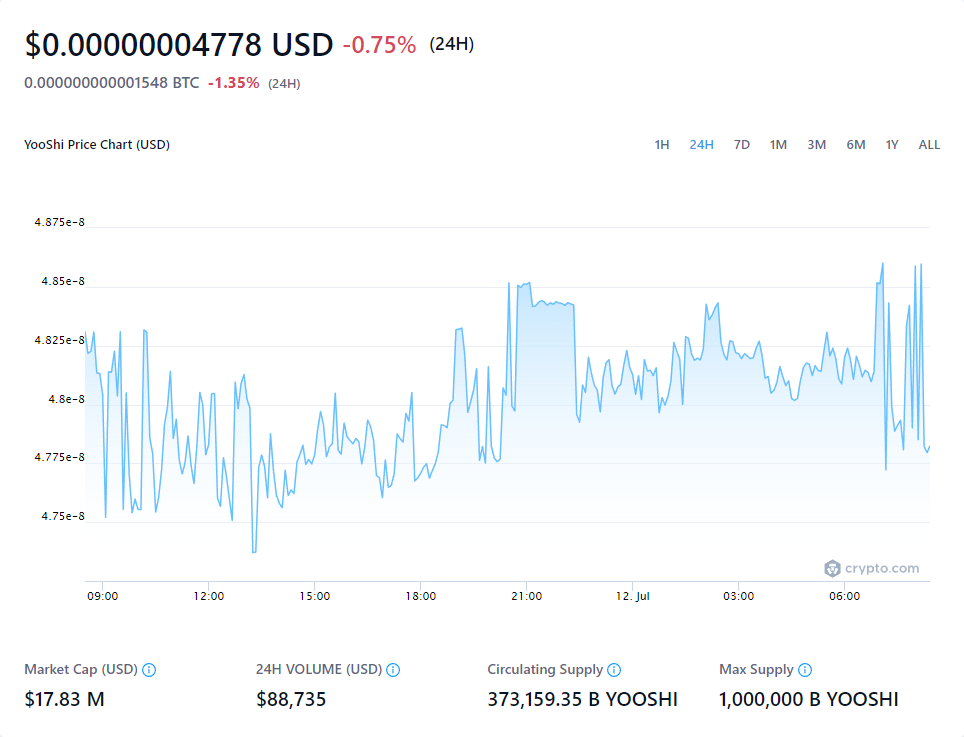 $0.00000004778 USD -0.75% (24H)
0.000000000001548 BTC -1.35% (24H)
YooShi Price Chart (USD) 1H 24H 7D 1M 3M 6M 1Y ALL
4.875e-8
4.85e-8
4.825e-8
4.8e-8
4.775e-8
4.75e-8
crypto.com
09:00 12:00 15:00 18:00 21:00 12. Jul 03:00 06:00
Market Cap (USD) 24H VOLUME (USD) Circulating Supply Max Supply
$17.83 M $88,735 373,159.35 B YOOSHI 1,000,000 B YOOSHI